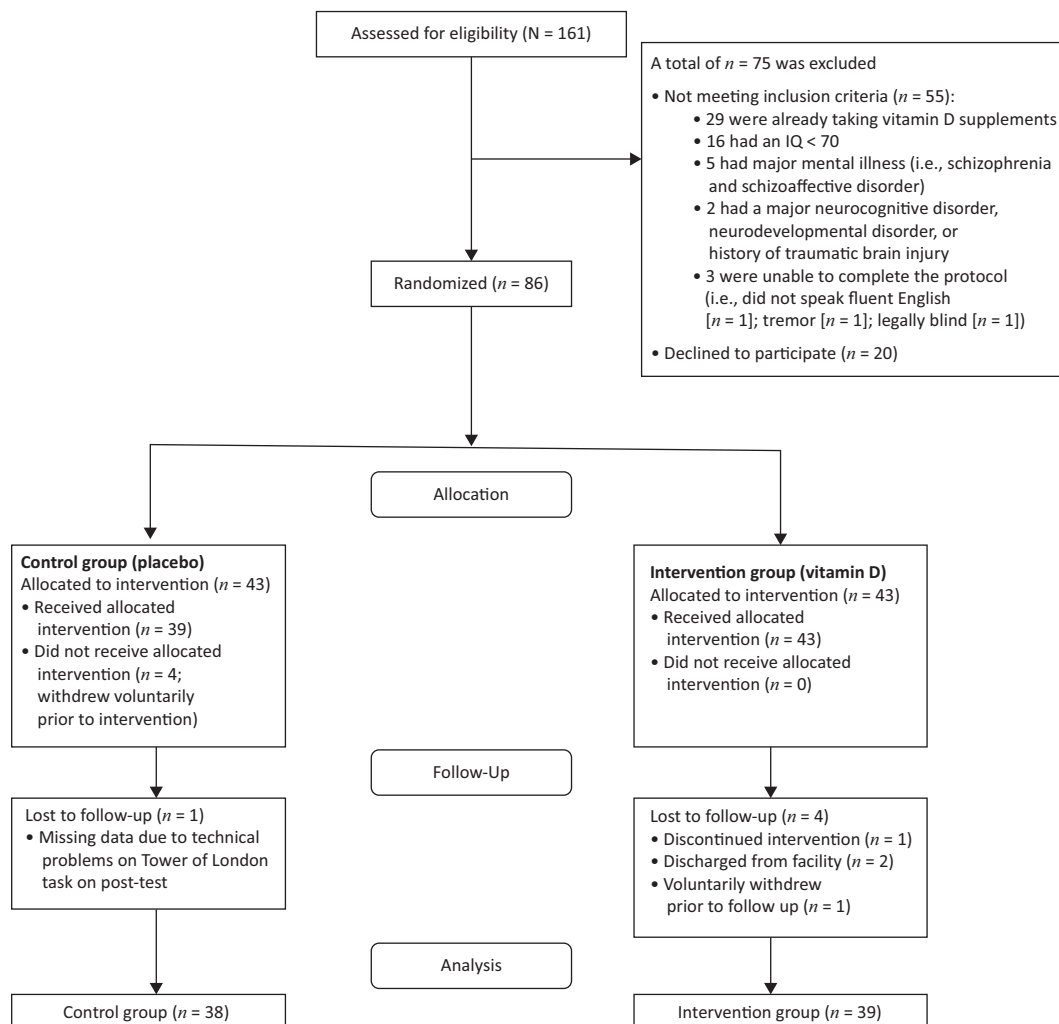 Assessed for eligibility (N = 161)
A total of n = 75 was excluded
• Not meeting inclusion criteria (n = 55):
• 29 were already taking vitamin D supplements
• 16 had an IQ < 70
• 5 had major mental illness (i.e., schizophrenia
and schizoaffective disorder)
• 2 had a major neurocognitive disorder,
neurodevelopmental disorder, or
history of traumatic brain injury
• 3 were unable to complete the protocol
(i.e., did not speak fluent English
[n = 1]; tremor [n = 1]; legally blind [n = 1])
• Declined to participate (n = 20)
Randomized (n = 86)
Allocation
Control group (placebo)
Allocated to intervention (n = 43)
• Received allocated
intervention (n = 39)
• Did not receive allocated
intervention (n = 4;
withdrew voluntarily
prior to intervention)
Intervention group (vitamin D)
Allocated to intervention (n = 43)
• Received allocated
intervention (n = 43)
• Did not receive allocated
intervention (n = 0)
Follow-Up
Lost to follow-up (n = 1)
• Missing data due to technical
problems on Tower of London
task on post-test
Lost to follow-up (n = 4)
• Discontinued intervention (n = 1)
• Discharged from facility (n = 2)
• Voluntarily withdrew
prior to follow up (n = 1)
Analysis
Control group (n = 38)
Intervention group (n = 39)